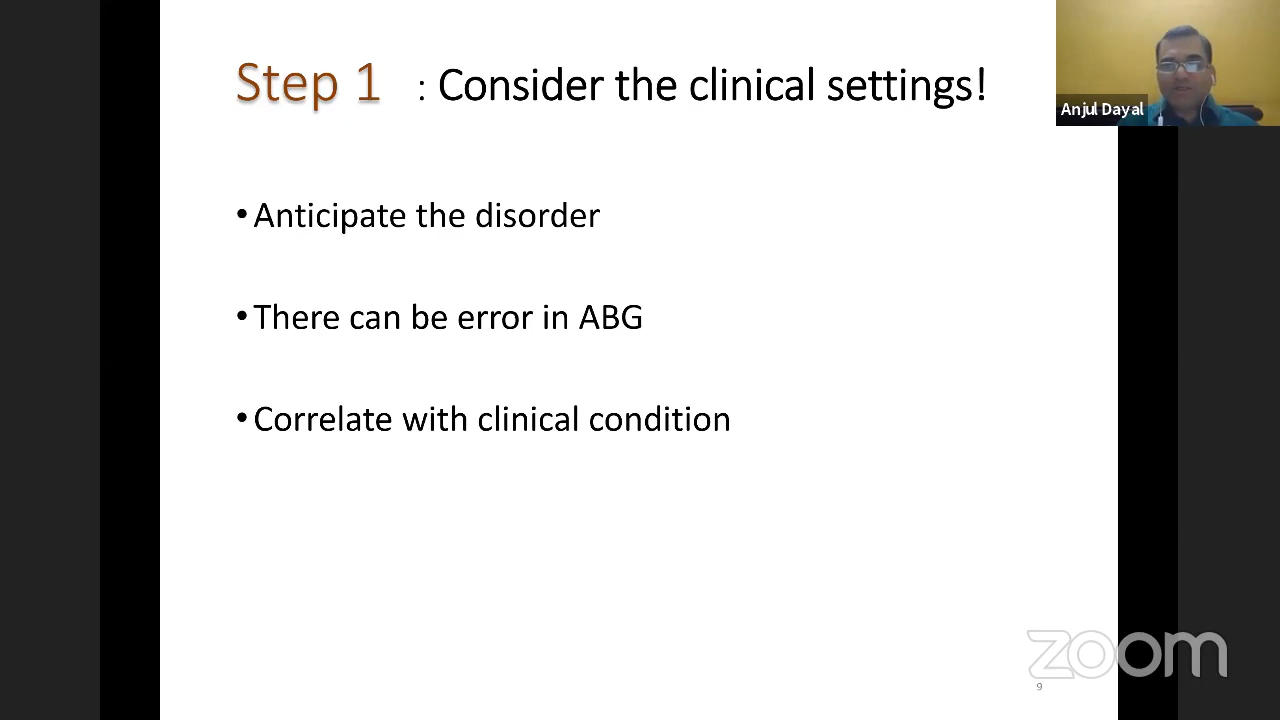 Step 1 : Consider the clinical settings!
Anjul Dayal
• Anticipate the disorder
• There can be error in ABG
• Correlate with clinical condition
zoom
9